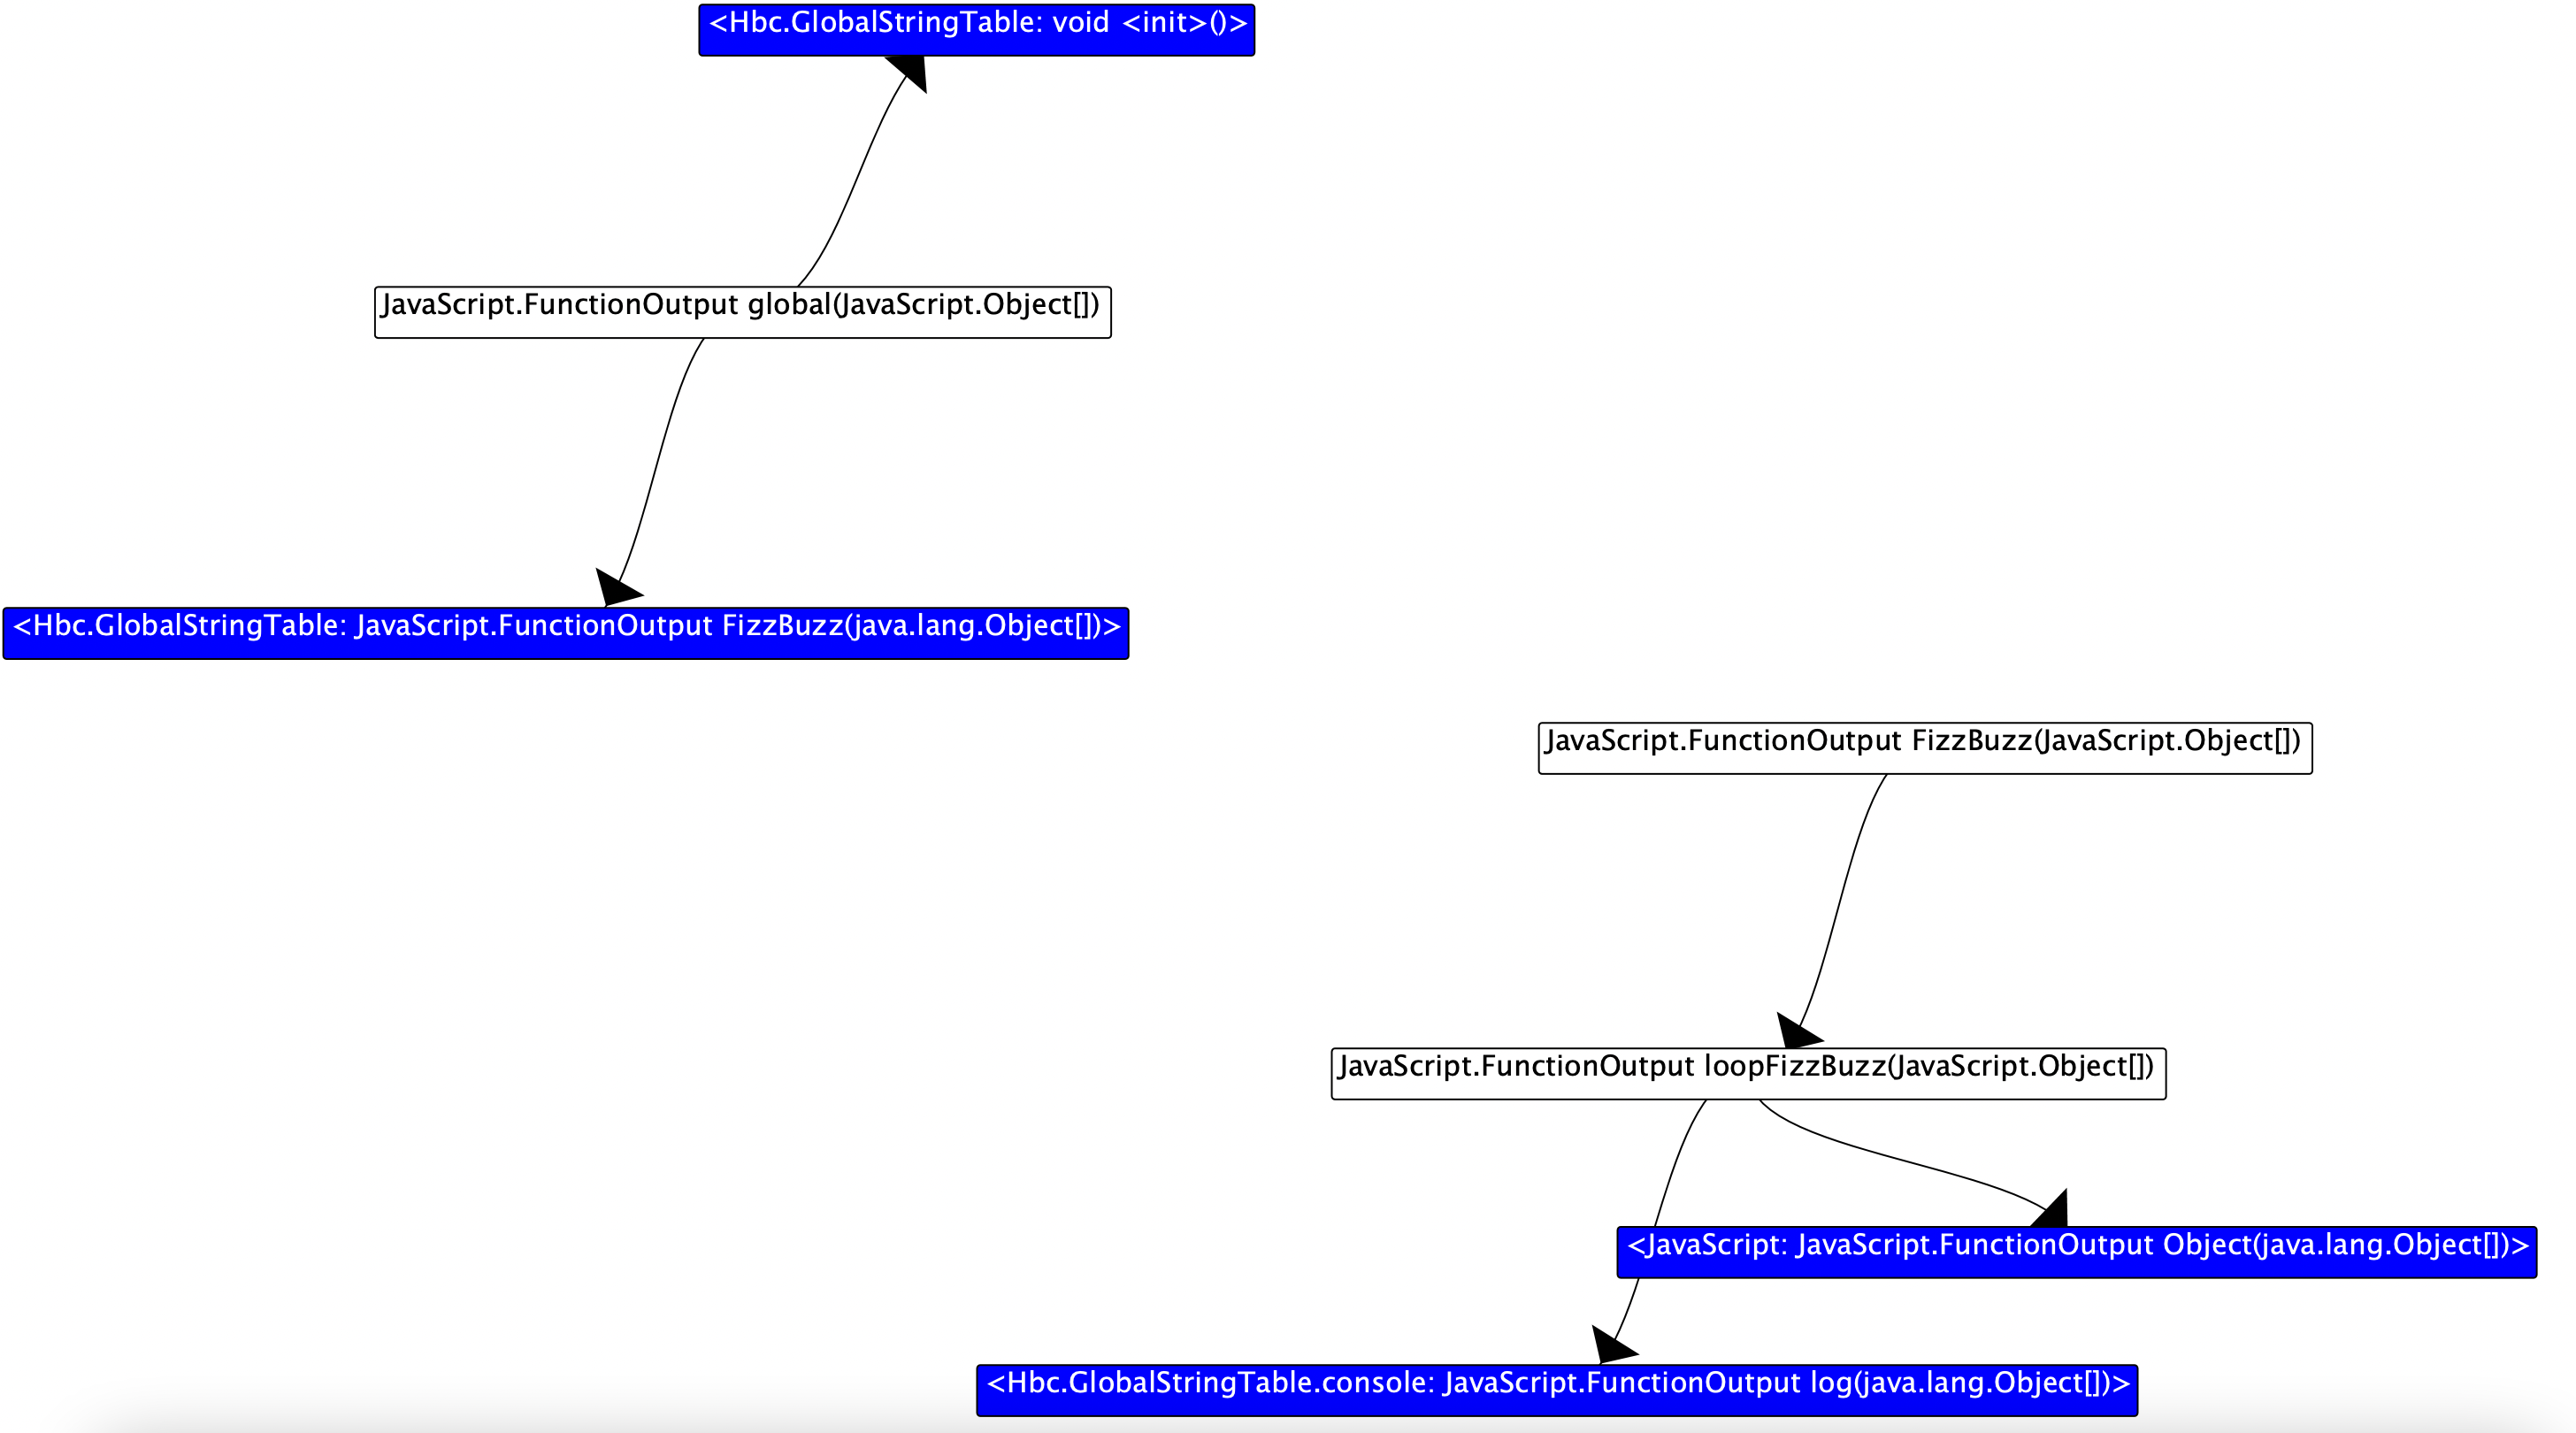 <Hbc.GlobalStringTable: void <init>()>
JavaScript.FunctionOutput global(JavaScript.Object[])
<Hbc.GlobalStringTable: JavaScript.FunctionOutput FizzBuzz(java.lang.Object[])>
JavaScript.FunctionOutput FizzBuzz(JavaScript.Object[])
JavaScript.FunctionOutput loopFizzBuzz(JavaScript.Object[])
<JavaScript: JavaScript.FunctionOutput Object(java.lang.Object[])>
<Hbc.GlobalStringTable.console: JavaScript.FunctionOutput log(java.lang.Object[])>